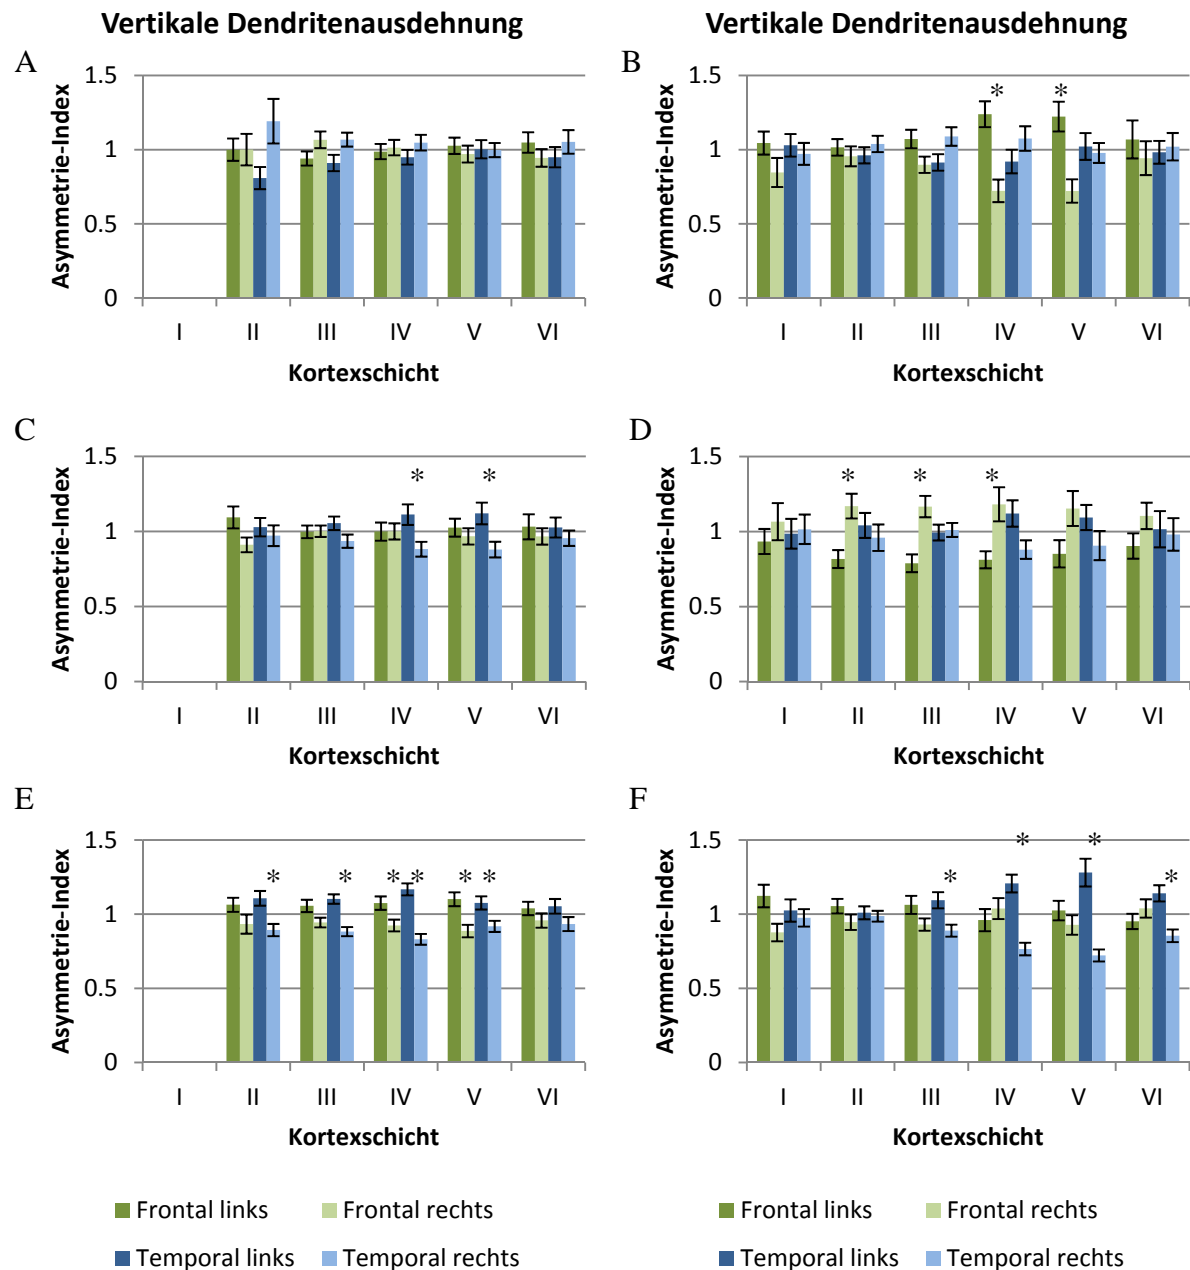 Vertikale Dendritenausdehnung
Vertikale Dendritenausdehnung
A
Asymmetrie-Index
1.5
1
0.5
0
I II III IV V VI
Kortexschicht
B
Asymmetrie-Index
1.5
1
0.5
0
* *
I II III IV V VI
Kortexschicht
C
Asymmetrie-Index
1.5
1
0.5
0
* *
I II III IV V VI
Kortexschicht
D
Asymmetrie-Index
1.5
1
0.5
0
* * *
I II III IV V VI
Kortexschicht
E
Asymmetrie-Index
1.5
1
0.5
0
* * * * * *
I II III IV V VI
Kortexschicht
F
Asymmetrie-Index
1.5
1
0.5
0
* * * *
I II III IV V VI
Kortexschicht
Frontal links Frontal rechts
Temporal links Temporal rechts
Frontal links Frontal rechts
Temporal links Temporal rechts